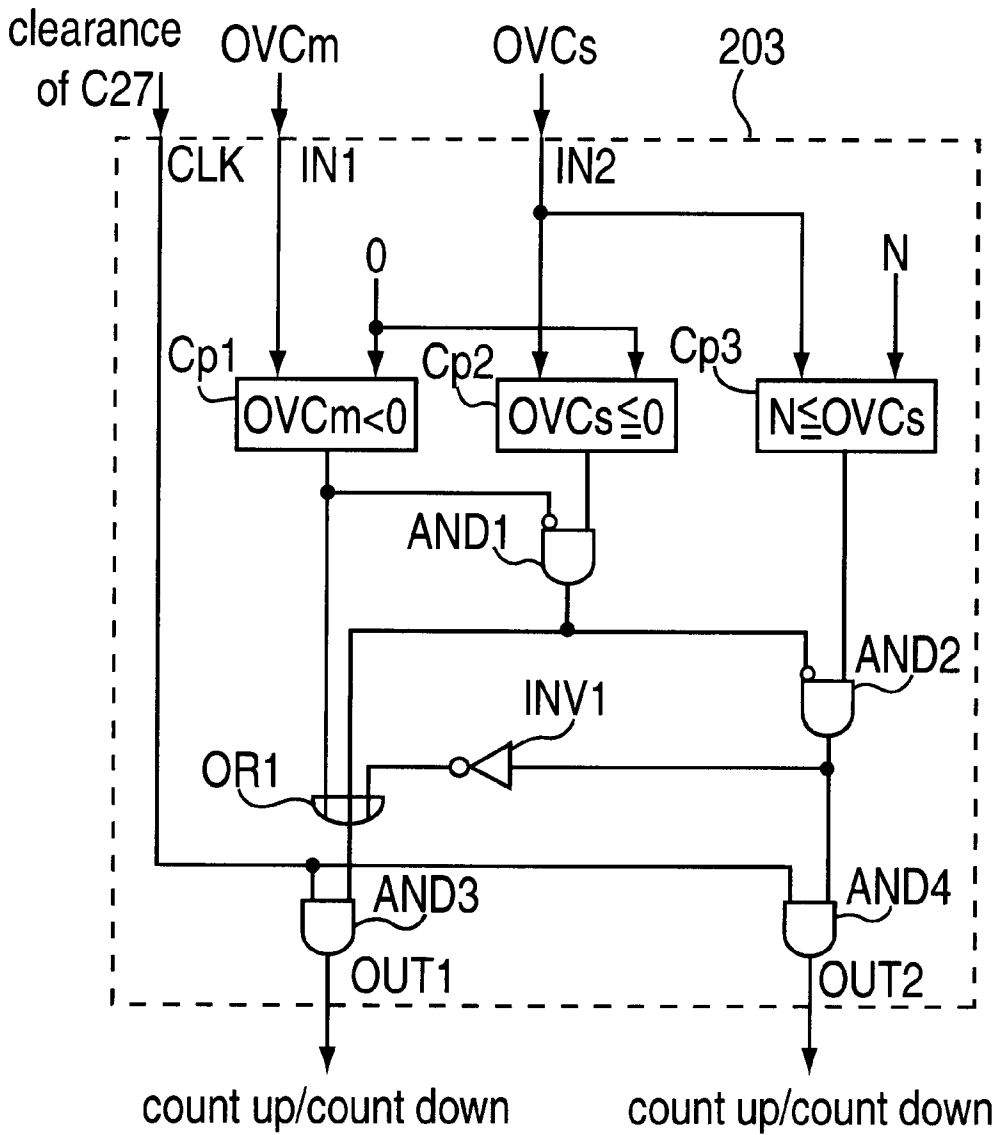 clearance
of C27
OVCm
OVCs
203
CLK
IN1
IN2
0
N
Cp1
Cp2
Cp3
OVCm<0
OVCs≦0
N≦OVCs
AND1
AND2
INV1
OR1
AND3
AND4
OUT1
OUT2
count up/count down
count up/count down